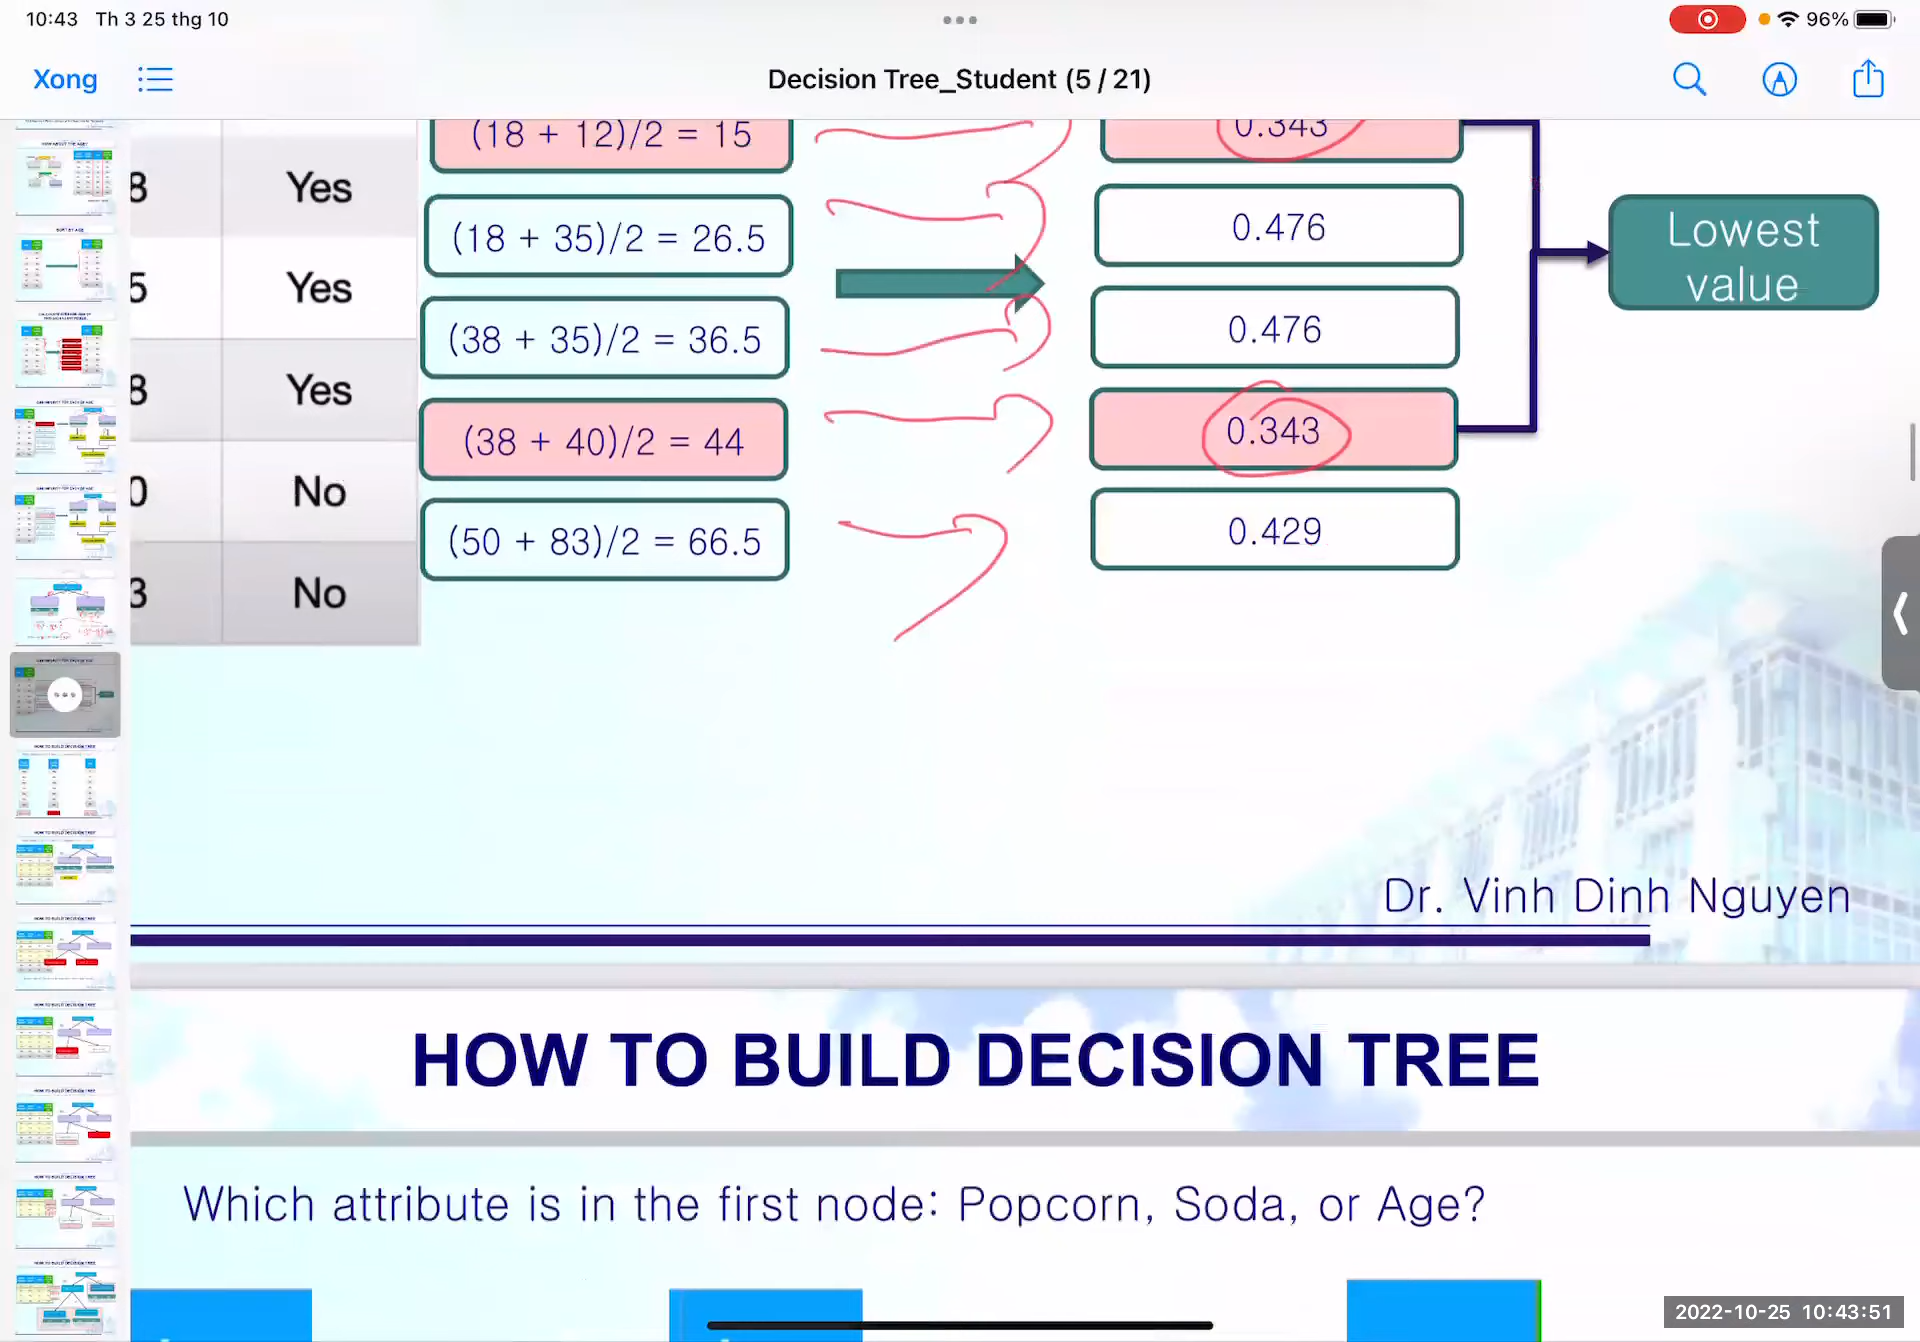 10:43 Th 3 25 thg 10
96%
Xong
Decision Tree_Student (5 / 21)
(18 + 12)/2 = 15
0.343
8 Yes
(18 + 35)/2 = 26.5
0.476
Lowest
value
5 Yes
(38 + 35)/2 = 36.5
0.476
8 Yes
(38 + 40)/2 = 44
0.343
0 No
(50 + 83)/2 = 66.5
0.429
3 No
Dr. Vinh Dinh Nguyen
HOW TO BUILD DECISION TREE
Which attribute is in the first node: Popcorn, Soda, or Age?
2022-10-25 10:43:51